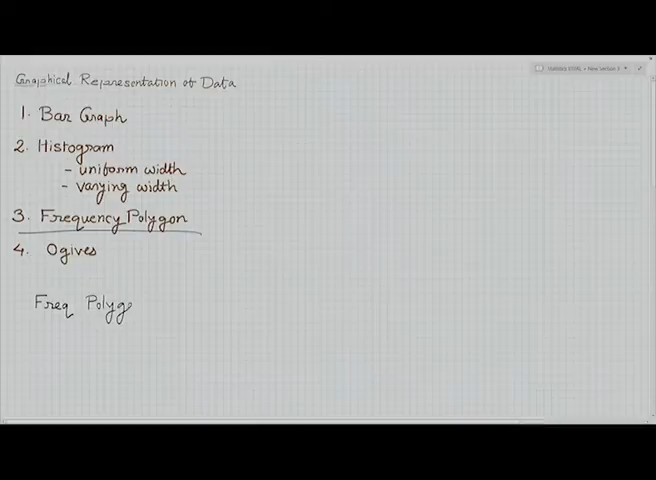 Graphical Representation of Data
1. Bar Graph
2. Histogram
- uniform width
- varying width
3. Frequency Polygon
4. Ogives
Freq Polyg